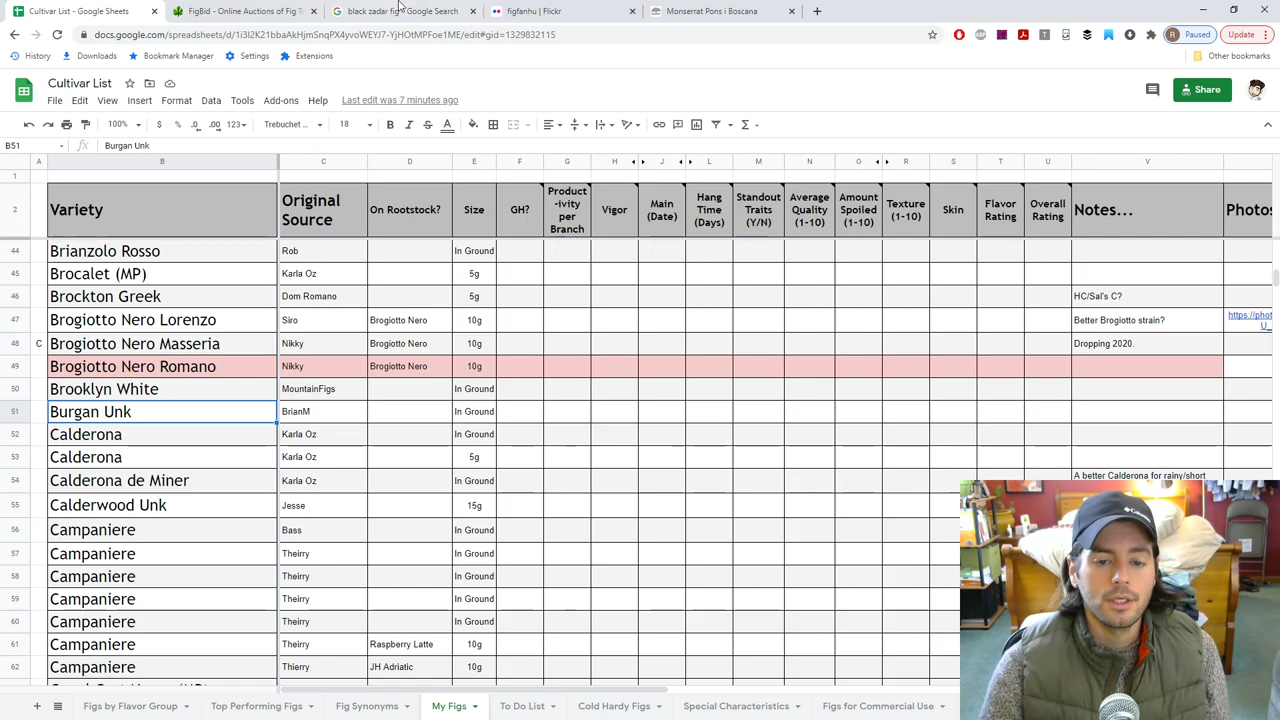 Cultivar List - Google Sheets
FigBid - Online Auctions of Fig T
black zadar fig - Google Search
figfanhu | Flickr
Monserrat Pons i Boscana
docs.google.com/spreadsheets/d/1i3I2K21bbaAkHjmSnqPX4yvoWEYJ7-YjHOtMPFoe1ME/edit#gid=1329832115
Paused
Update
History
Downloads
Bookmark Manager
Settings
Extensions
Other bookmarks
Cultivar List
File Edit View Insert Format Data Tools Add-ons Help Last edit was 7 minutes ago
Share
100% $ % .0 .00 123 Trebuchet ... 18 B I S A
B51 fx Burgan Unk
A B C D E F G H J L M N O R S T U V
1
2 Variety Original Source On Rootstock? Size GH? Product-ivity per Branch Vigor Main (Date) Hang Time (Days) Standout Traits (Y/N) Average Quality (1-10) Amount Spoiled (1-10) Texture (1-10) Skin Flavor Rating Overall Rating Notes... Photos
44 Brianzolo Rosso Rob In Ground
45 Brocalet (MP) Karla Oz 5g
46 Brockton Greek Dom Romano 5g HC/Sal's C?
47 Brogiotto Nero Lorenzo Siro Brogiotto Nero 10g Better Brogiotto strain? https://phot U_
48 C Brogiotto Nero Masseria Nikky Brogiotto Nero 10g Dropping 2020.
49 Brogiotto Nero Romano Nikky Brogiotto Nero 10g
50 Brooklyn White MountainFigs In Ground
51 Burgan Unk BrianM In Ground
52 Calderona Karla Oz In Ground
53 Calderona Karla Oz 5g
54 Calderona de Miner Karla Oz In Ground A better Calderona for rainy/short
55 Calderwood Unk Jesse 15g
56 Campaniere Bass In Ground
57 Campaniere Theirry In Ground
58 Campaniere Theirry In Ground
59 Campaniere Theirry In Ground
60 Campaniere Theirry In Ground
61 Campaniere Theirry Raspberry Latte 10g
62 Campaniere Thierry JH Adriatic 10g
Figs by Flavor Group
Top Performing Figs
Fig Synonyms
My Figs
To Do List
Cold Hardy Figs
Special Characteristics
Figs for Commercial Use